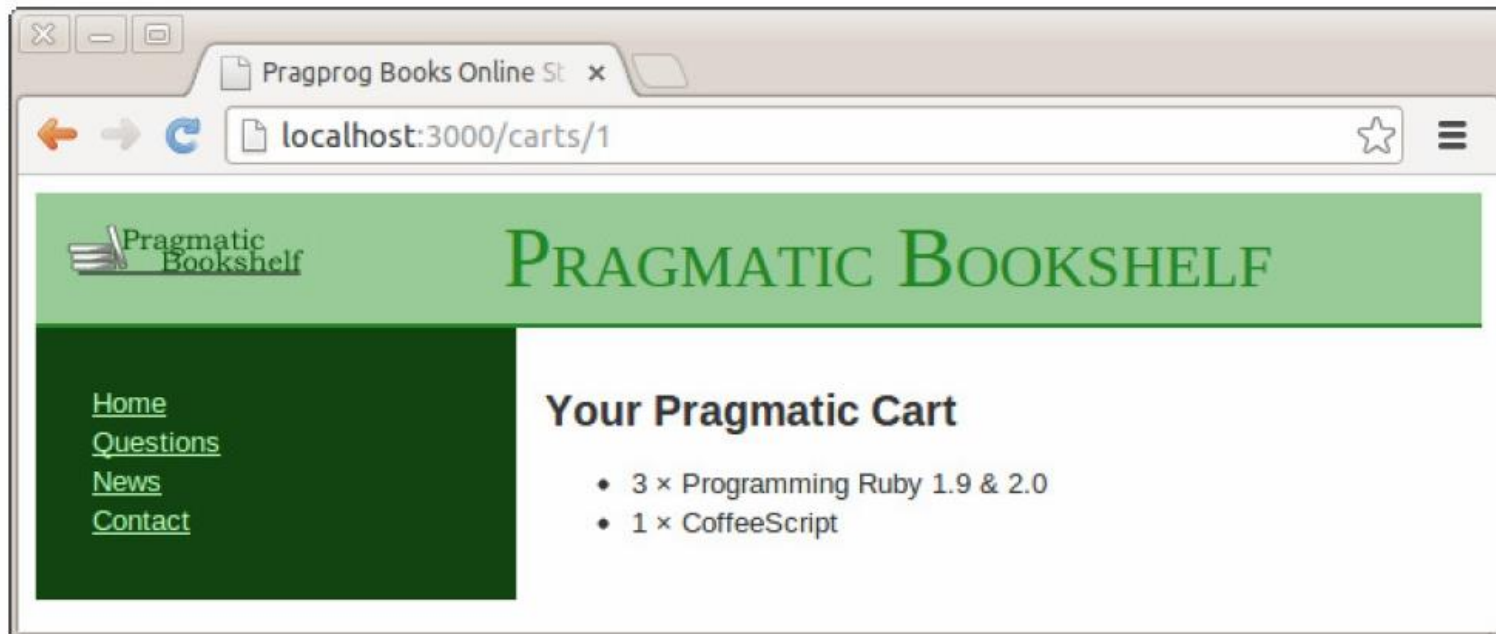 Pragprog Books Online St
localhost:3000/carts/1
Pragmatic
Bookshelf
PRAGMATIC BOOKSHELF
Home
Questions
News
Contact
Your Pragmatic Cart
• 3 × Programming Ruby 1.9 & 2.0
• 1 × CoffeeScript